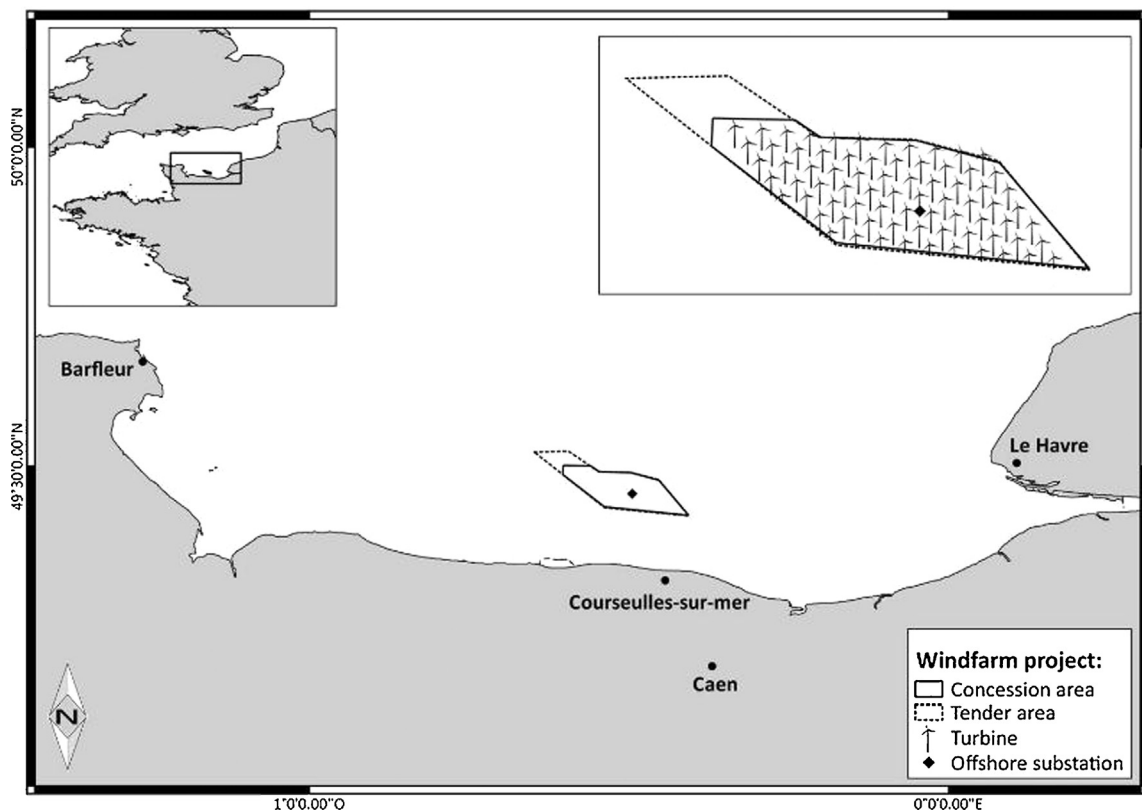 50°0'0.00"N
Barfleur
Le Havre
49°30'0.00"N
Courseulles-sur-mer
Caen
Windfarm project:
Concession area
Tender area
Turbine
Offshore substation
N
1°0'0.00"O
0°0'0.00"E